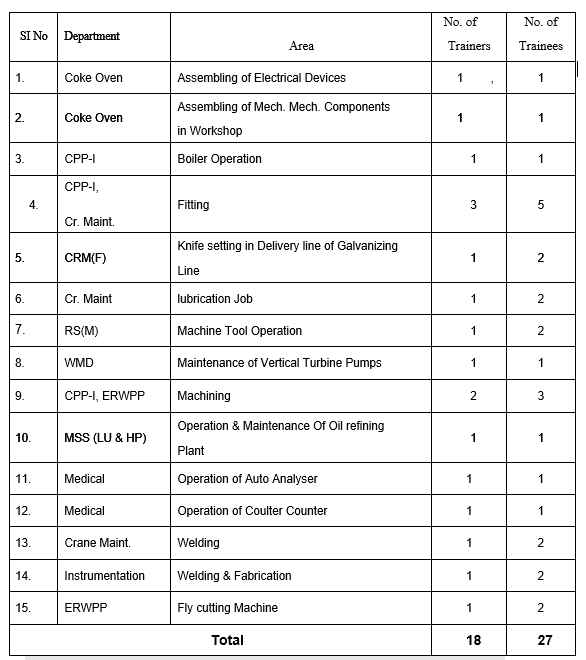 SI No Department Area No. of Trainers No. of Trainees
1. Coke Oven Assembling of Electrical Devices 1 , 1
2. Coke Oven Assembling of Mech. Mech. Components in Workshop 1 1
3. CPP-I Boiler Operation 1 1
4. CPP-I, Cr. Maint. Fitting 3 5
5. CRM(F) Knife setting in Delivery line of Galvanizing Line 1 2
6. Cr. Maint lubrication Job 1 2
7. RS(M) Machine Tool Operation 1 2
8. WMD Maintenance of Vertical Turbine Pumps 1 1
9. CPP-I, ERWPP Machining 2 3
10. MSS (LU & HP) Operation & Maintenance Of Oil refining Plant 1 1
11. Medical Operation of Auto Analyser 1 1
12. Medical Operation of Coulter Counter 1 1
13. Crane Maint. Welding 1 2
14. Instrumentation Welding & Fabrication 1 2
15. ERWPP Fly cutting Machine 1 2
Total 18 27